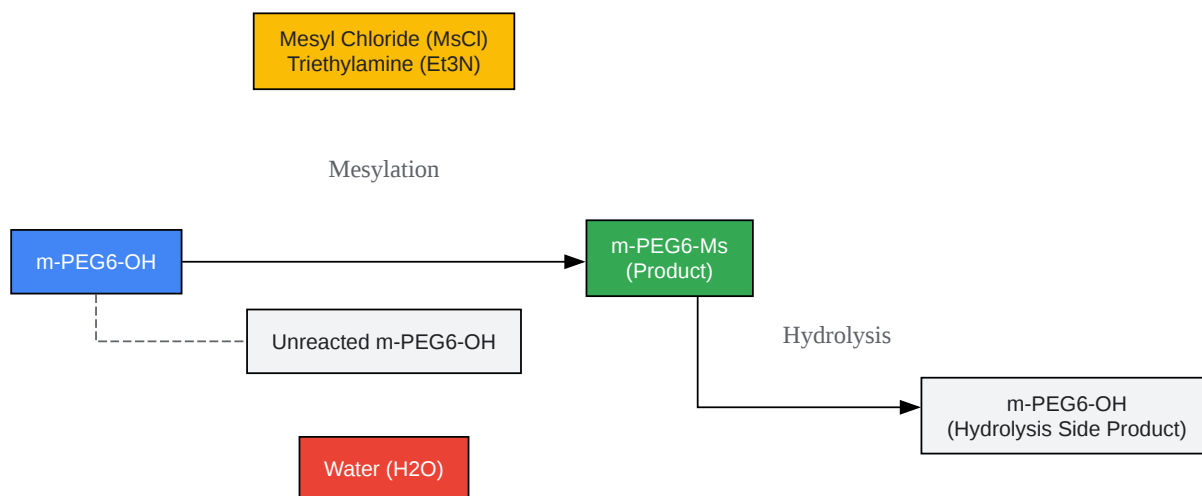 Mesyl Chloride (MsCl)
Triethylamine (Et3N)
Mesylation
m-PEG6-OH
m-PEG6-Ms
(Product)
Unreacted m-PEG6-OH
Hydrolysis
m-PEG6-OH
(Hydrolysis Side Product)
Water (H2O)